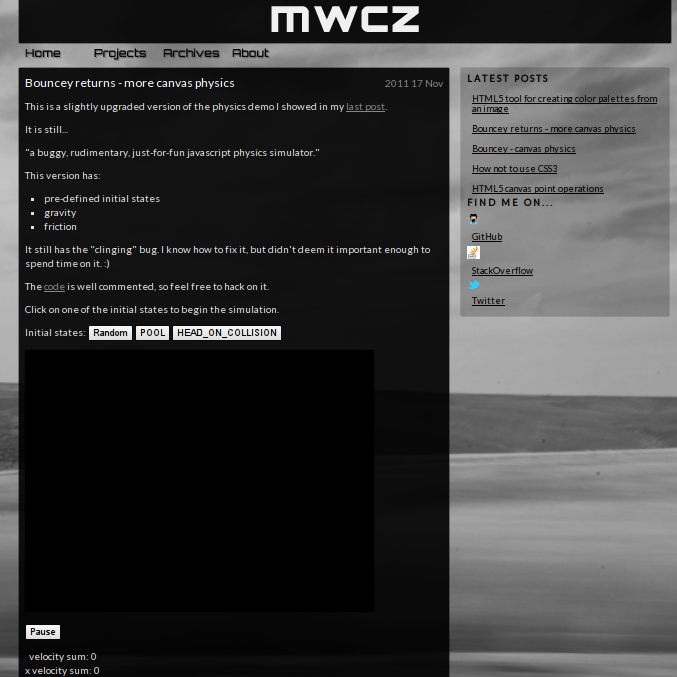 MWCZ
Home Projects Archives About
Bouncey returns - more canvas physics 2011 17 Nov
This is a slightly upgraded version of the physics demo I showed in my last post.
It is still...
"a buggy, rudimentary, just-for-fun javascript physics simulator."
This version has:
pre-defined initial states
gravity
friction
It still has the "clinging" bug. I know how to fix it, but didn't deem it important enough to
spend time on it. :)
The code is well commented, so feel free to hack on it.
Click on one of the initial states to begin the simulation.
Initial states: Random POOL HEAD_ON_COLLISION
Pause
velocity sum: 0
x velocity sum: 0
LATEST POSTS
HTML5 tool for creating color palettes from
an image
Bouncey returns - more canvas physics
Bouncey - canvas physics
How not to use CSS3
HTML5 canvas point operations
FIND ME ON...
GitHub
StackOverflow
Twitter